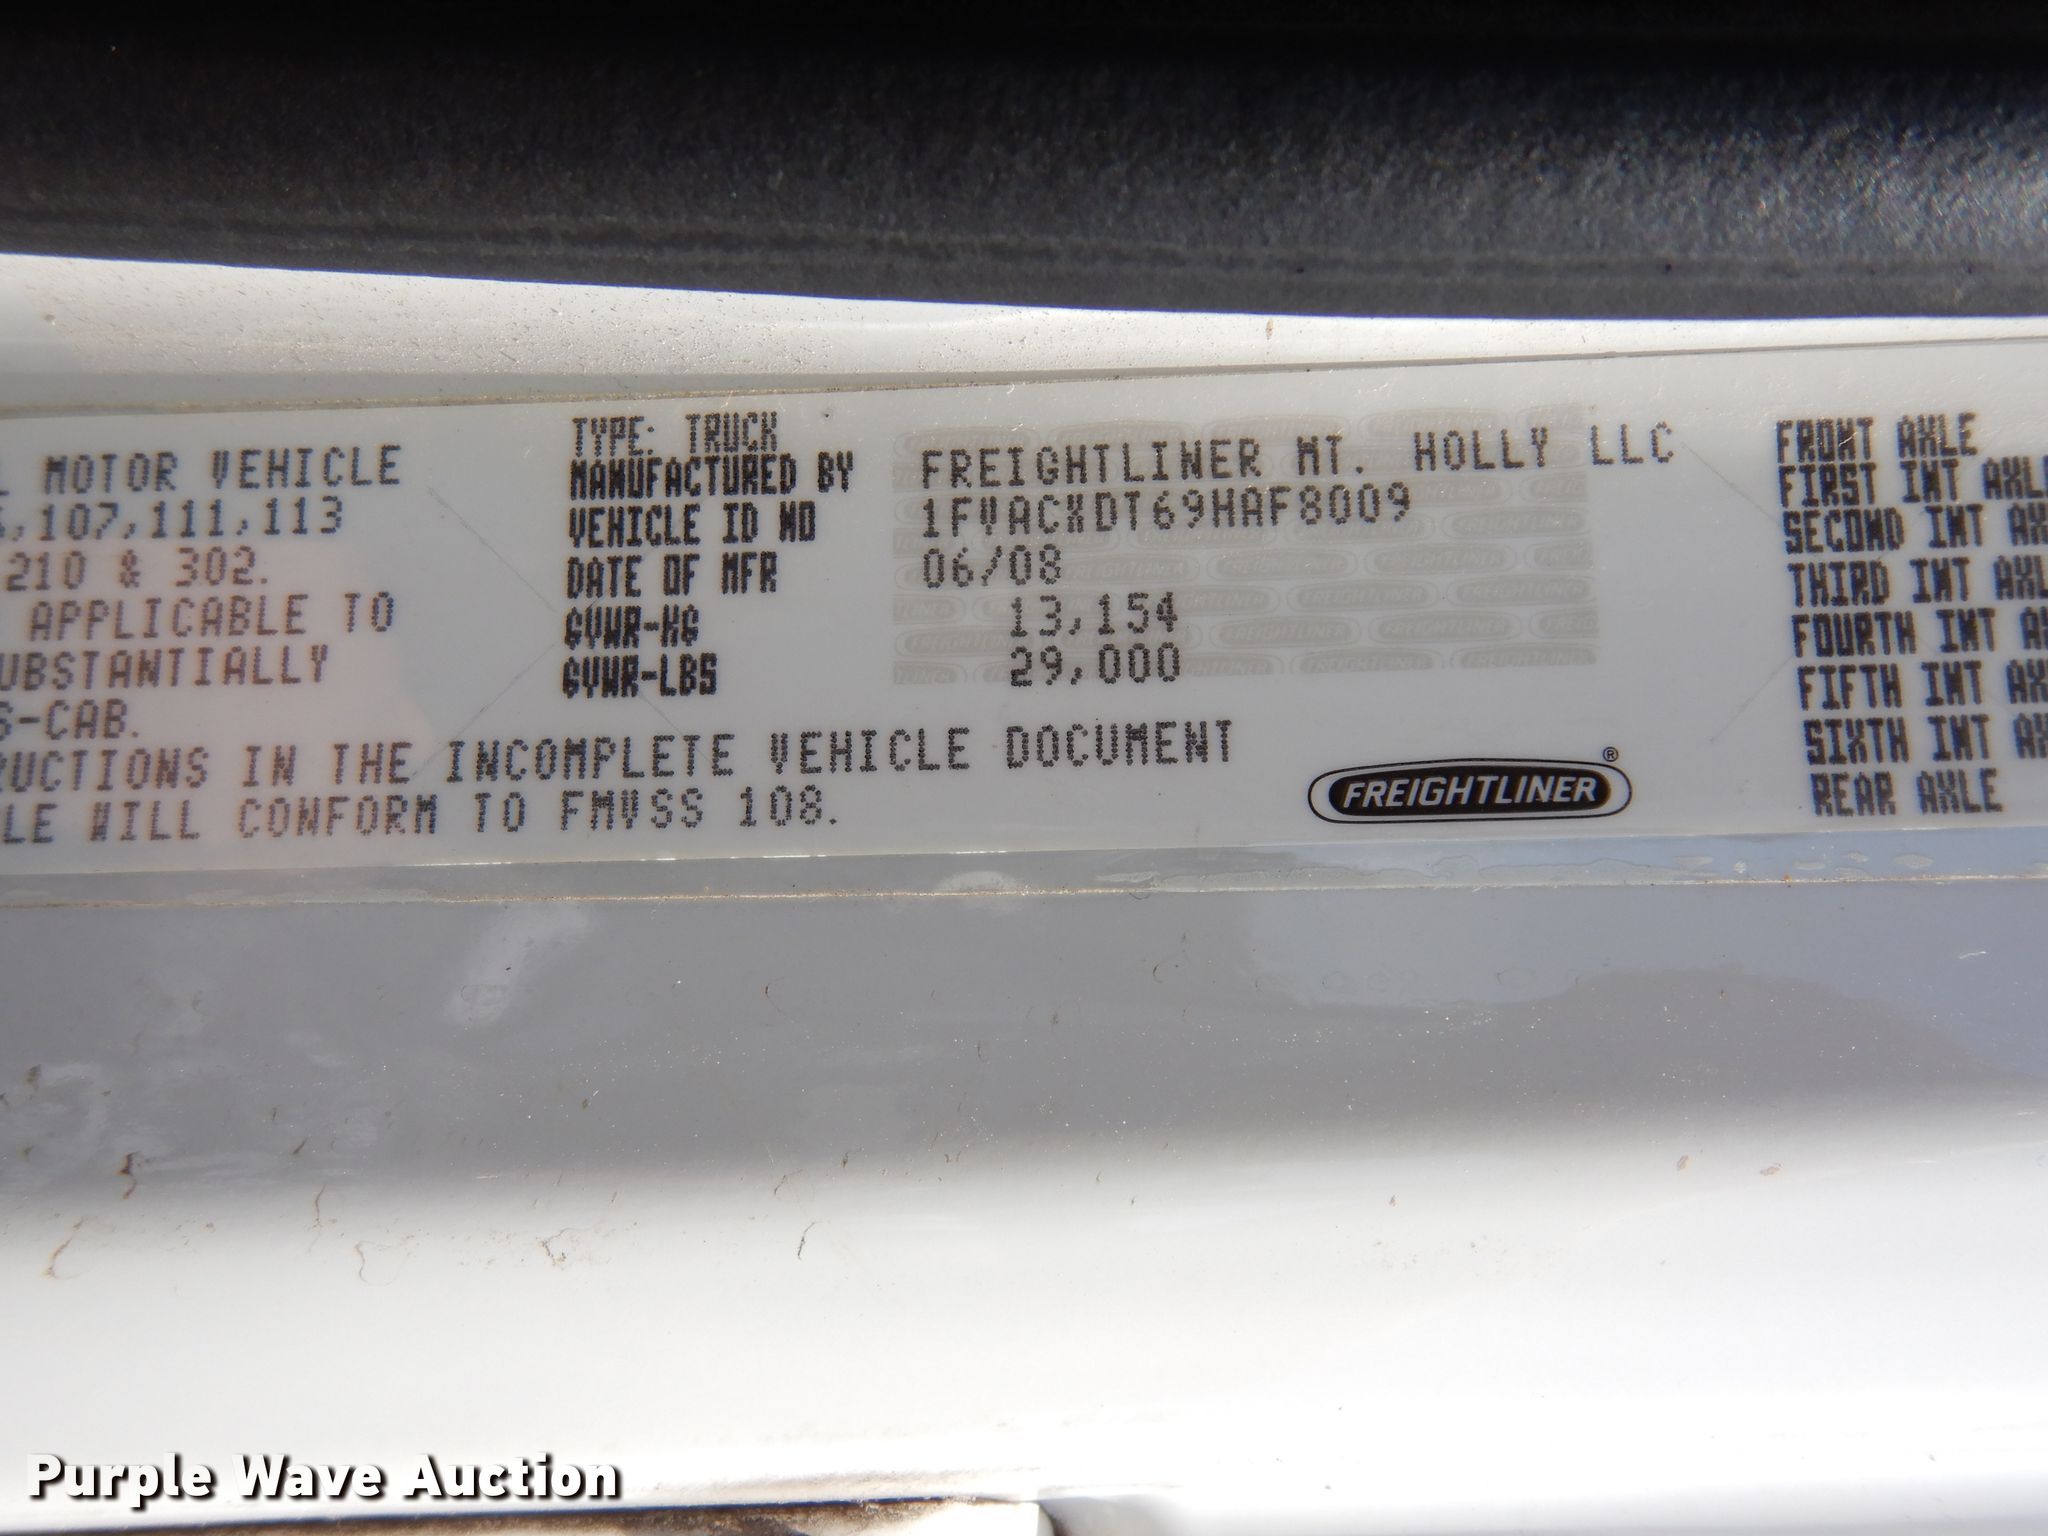 MOTOR VEHICLE
,107,111,113
210 & 302.
APPLICABLE TO
UBSTANTIALLY
S-CAB.
RUCTIONS IN THE INCOMPLETE VEHICLE DOCUMENT
LE WILL CONFORM TO FMVSS 108.
TYPE: TRUCK
MANUFACTURED BY FREIGHTLINER MT. HOLLY LLC
VEHICLE ID NO 1FVACXDT69HAF8009
DATE OF MFR 06/08
GVWR-KG 13,154
GVWR-LBS 29,000
FREIGHTLINER ®
FRONT AXLE
FIRST INT AXLE
SECOND INT AX
THIRD INT AXL
FOURTH INT A
FIFTH INT AX
SIXTH INT AX
REAR AXLE
Purple Wave Auction